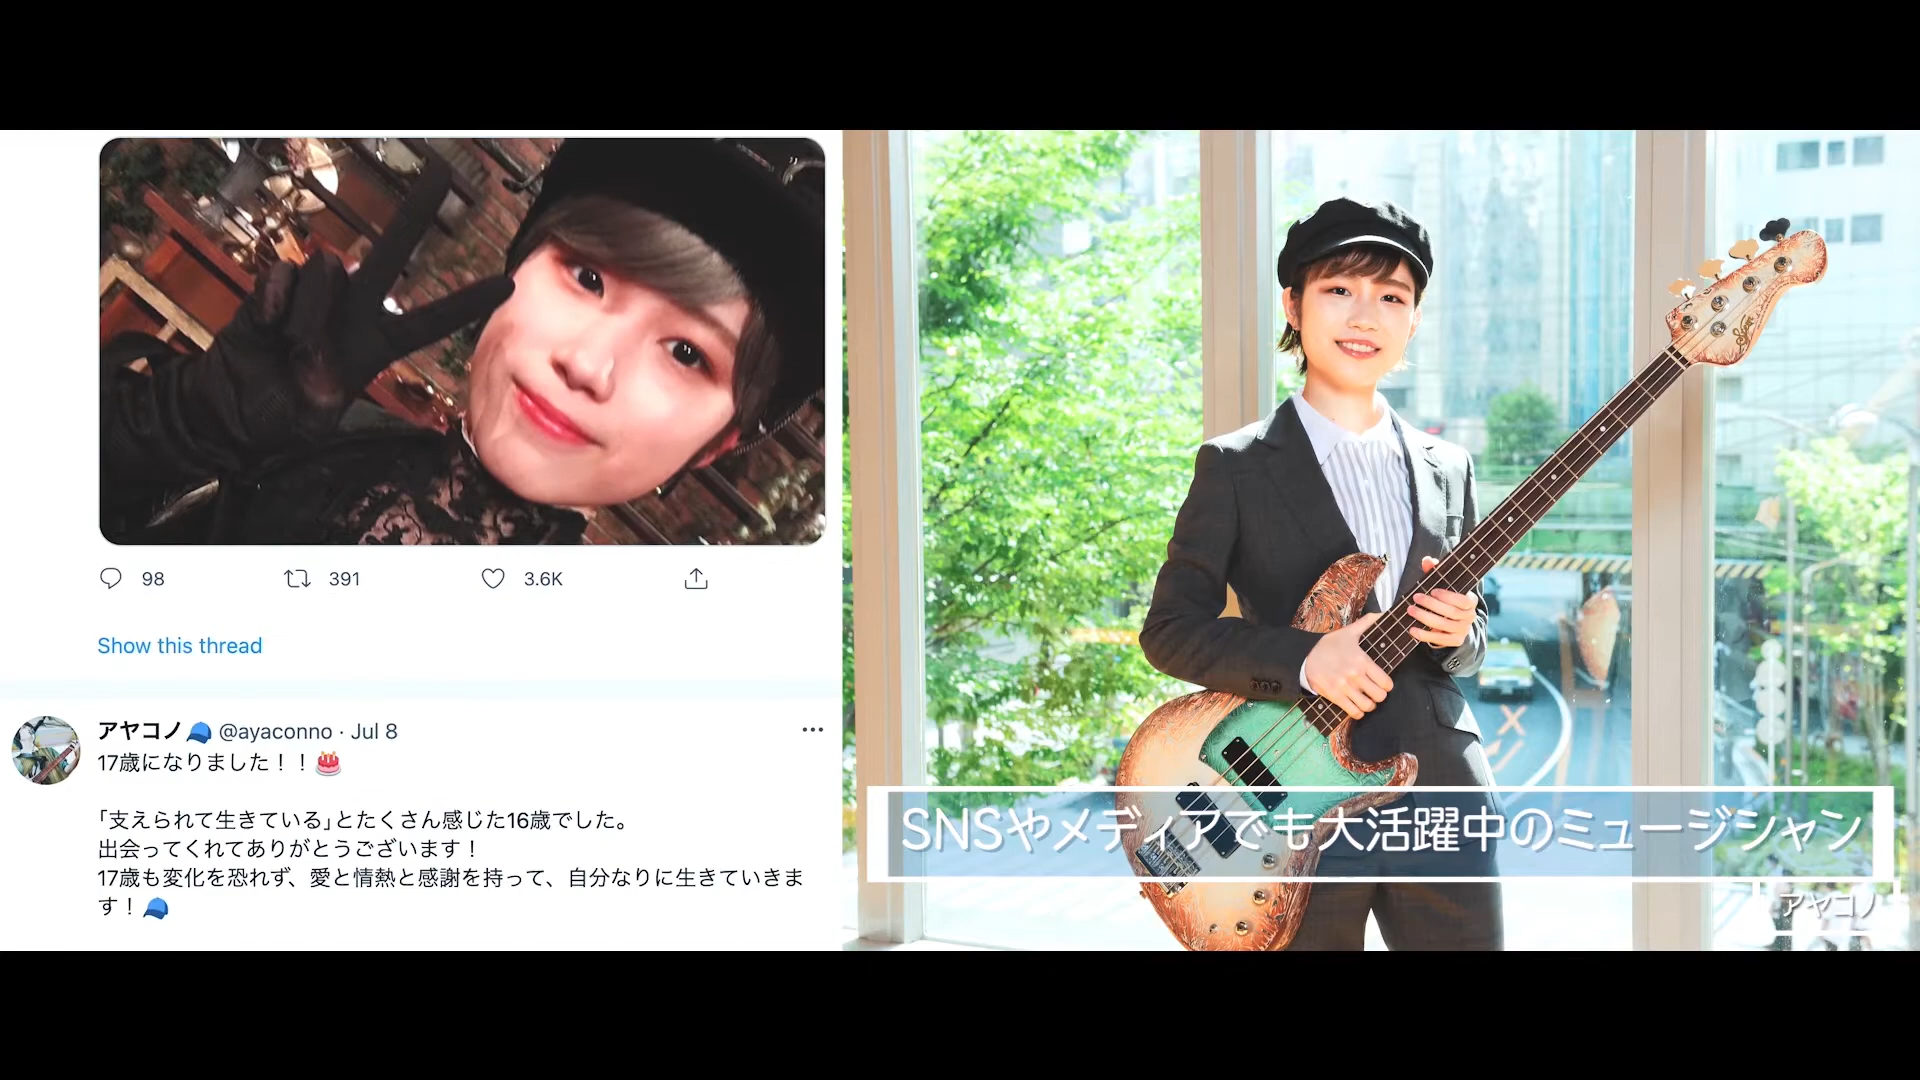 98 391 3.6K
Show this thread
アヤコノ🧢 @ayaconno · Jul 8
17歳になりました！！🎂
「支えられて生きている」とたくさん感じた16歳でした。
出会ってくれてありがとうございます！
17歳も変化を恐れず、愛と情熱と感謝を持って、自分なりに生きていきま
す！🧢
SNSやメディアでも大活躍中のミュージシャン
アヤコノ